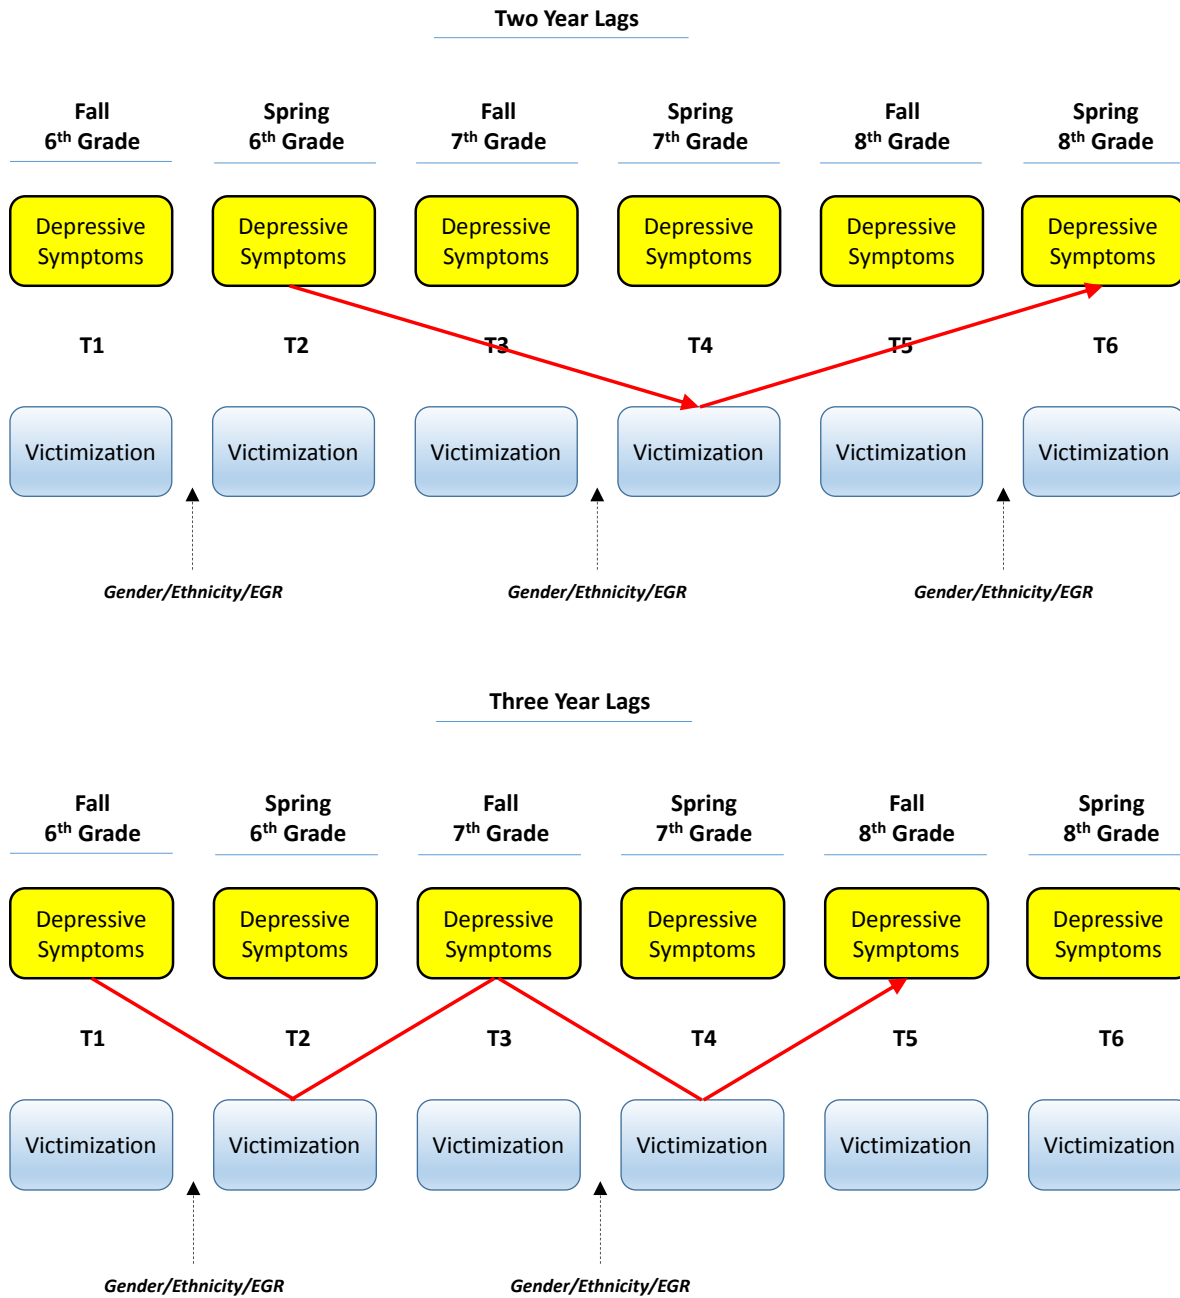 Two Year Lags
Fall Spring Fall Spring Fall Spring
6th Grade 6th Grade 7th Grade 7th Grade 8th Grade 8th Grade
Depressive Depressive Depressive Depressive Depressive Depressive
Symptoms Symptoms Symptoms Symptoms Symptoms Symptoms
T1 T2 T3 T4 T5 T6
Victimization Victimization Victimization Victimization Victimization Victimization
Gender/Ethnicity/EGR Gender/Ethnicity/EGR Gender/Ethnicity/EGR
Three Year Lags
Fall Spring Fall Spring Fall Spring
6th Grade 6th Grade 7th Grade 7th Grade 8th Grade 8th Grade
Depressive Depressive Depressive Depressive Depressive Depressive
Symptoms Symptoms Symptoms Symptoms Symptoms Symptoms
T1 T2 T3 T4 T5 T6
Victimization Victimization Victimization Victimization Victimization Victimization
Gender/Ethnicity/EGR Gender/Ethnicity/EGR